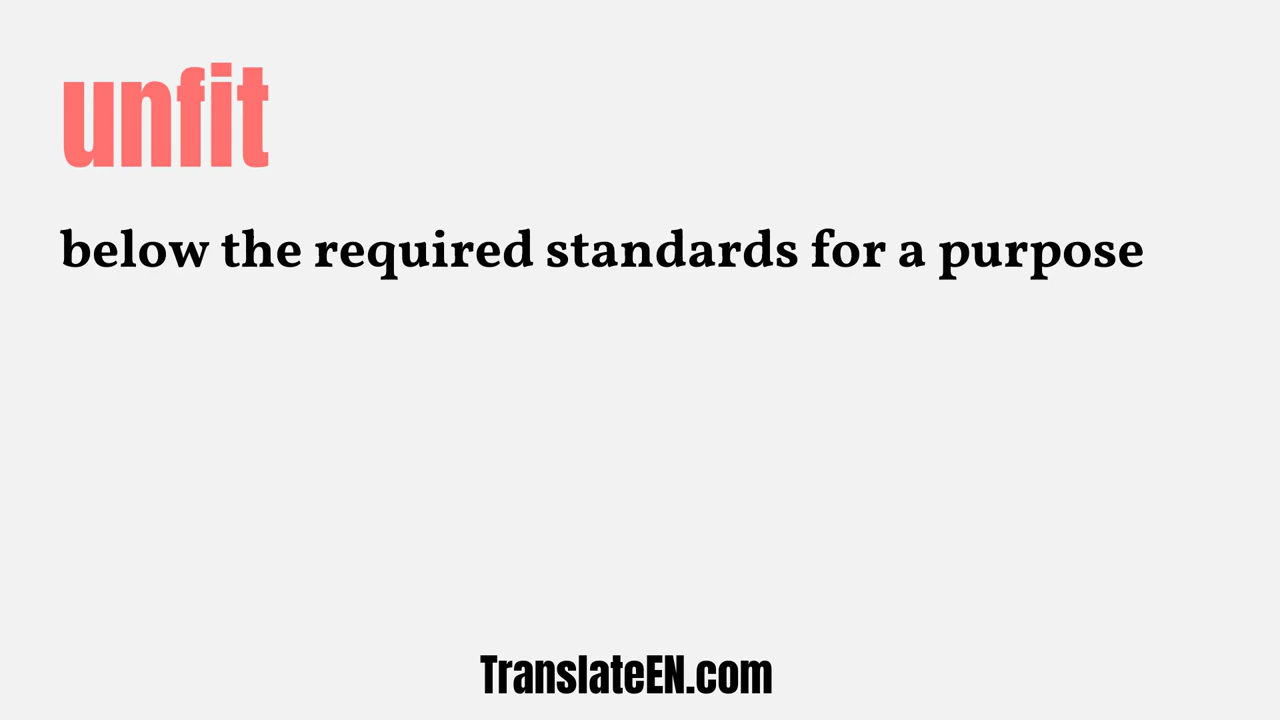 unfit
below the required standards for a purpose
TranslateEN.com